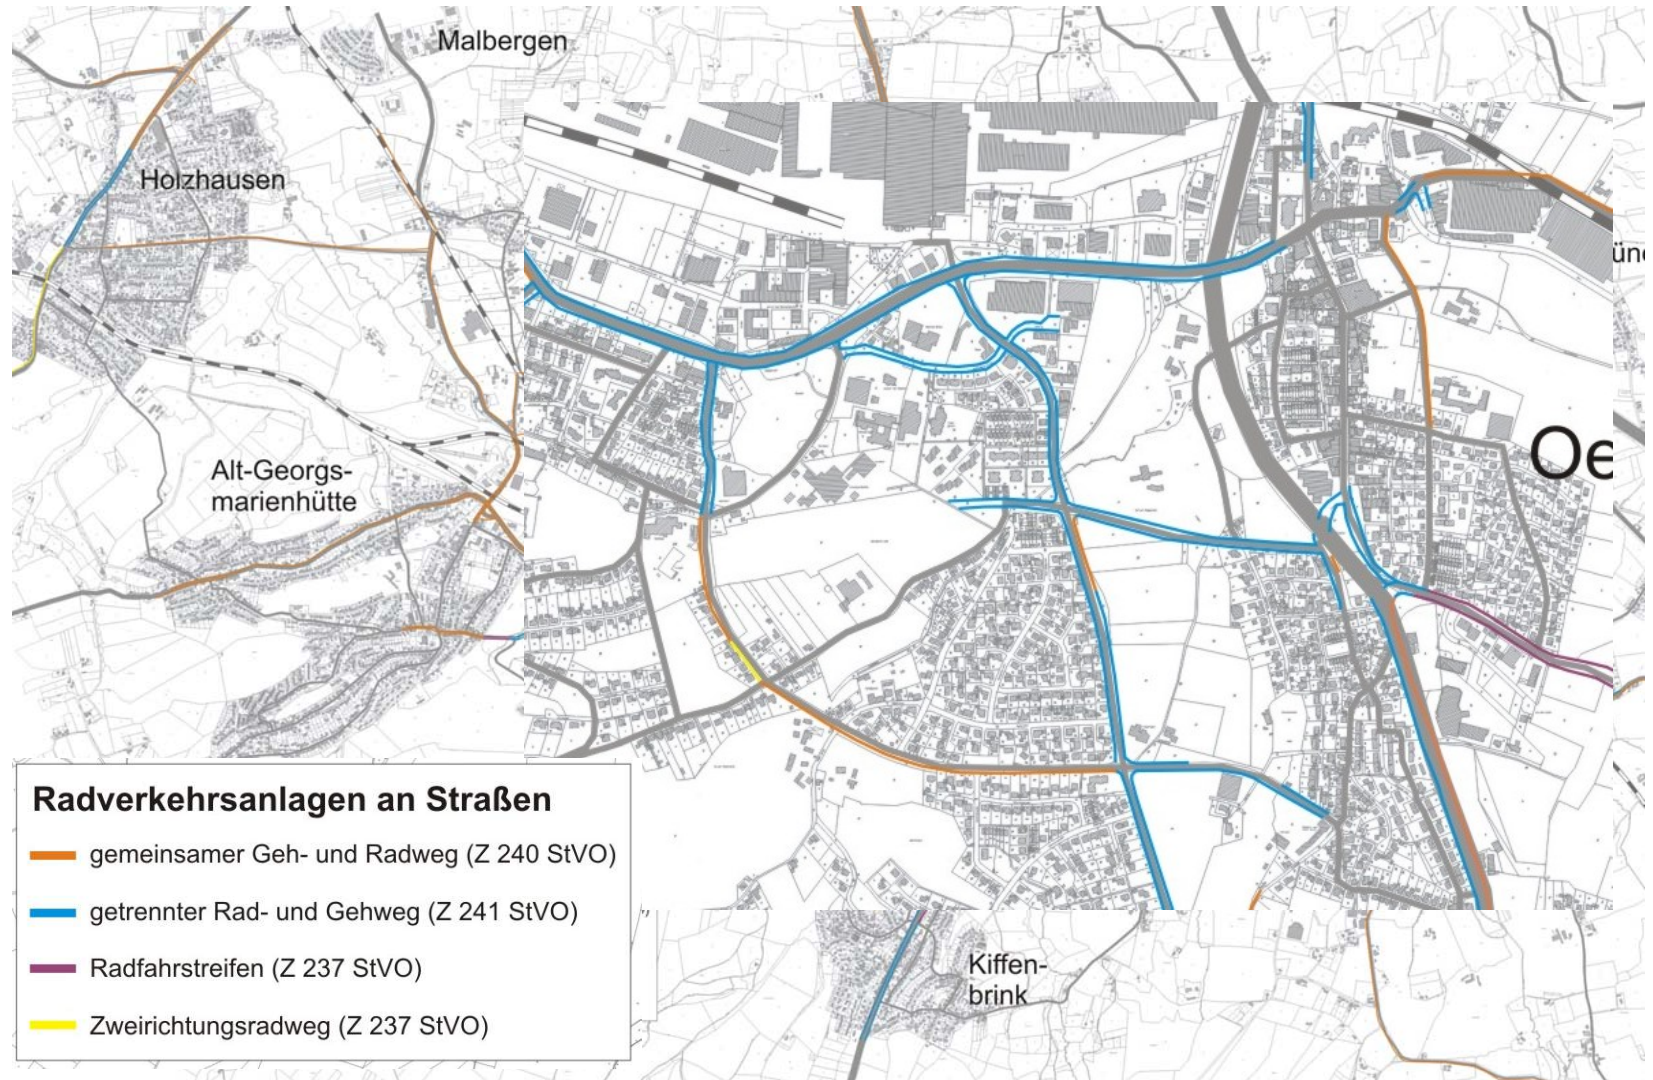 Malbergen
Holzhausen
üne
Oe
Alt-Georgs-
marienhütte
Radverkehrsanlagen an Straßen
gemeinsamer Geh- und Radweg (Z 240 StVO)
getrennter Rad- und Gehweg (Z 241 StVO)
Radfahrstreifen (Z 237 StVO)
Zweirichtungsradweg (Z 237 StVO)
Kiffen-
brink